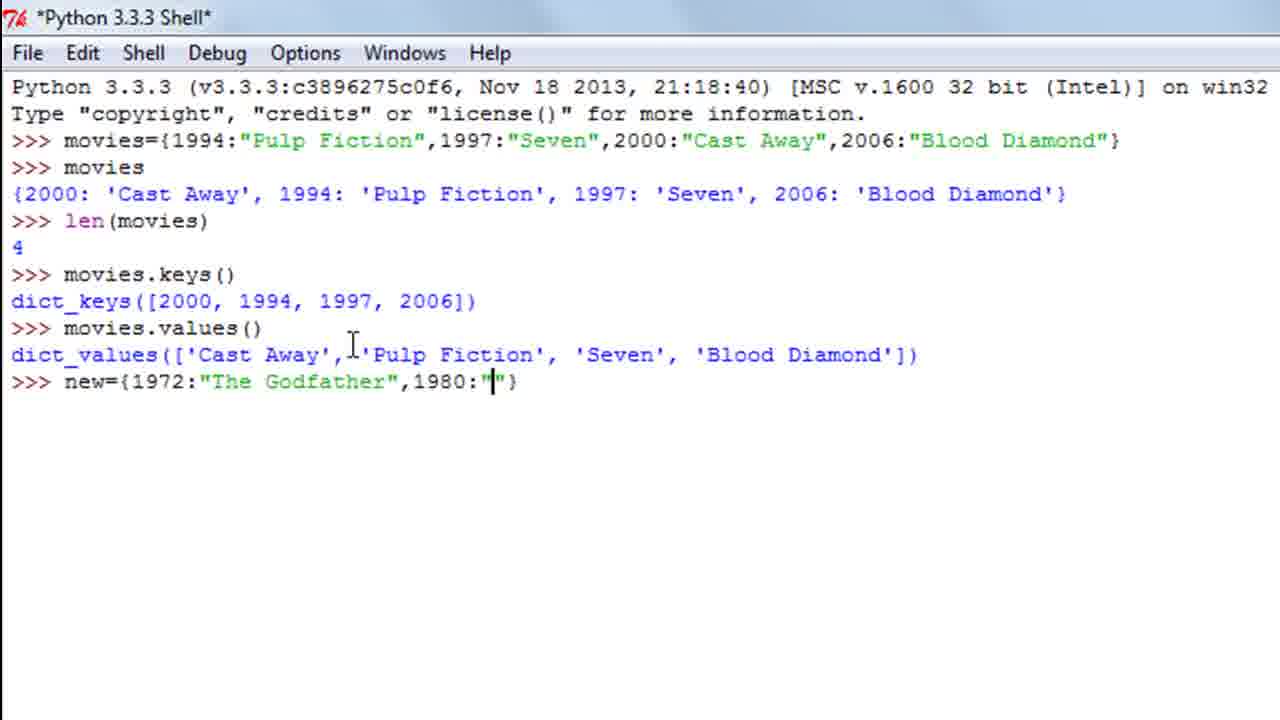 *Python 3.3.3 Shell*
File Edit Shell Debug Options Windows Help
Python 3.3.3 (v3.3.3:c3896275c0f6, Nov 18 2013, 21:18:40) [MSC v.1600 32 bit (Intel)] on win32
Type "copyright", "credits" or "license()" for more information.
>>> movies={1994:"Pulp Fiction",1997:"Seven",2000:"Cast Away",2006:"Blood Diamond"}
>>> movies
{2000: 'Cast Away', 1994: 'Pulp Fiction', 1997: 'Seven', 2006: 'Blood Diamond'}
>>> len(movies)
4
>>> movies.keys()
dict_keys([2000, 1994, 1997, 2006])
>>> movies.values()
dict_values(['Cast Away', 'Pulp Fiction', 'Seven', 'Blood Diamond'])
>>> new={1972:"The Godfather",1980:""}